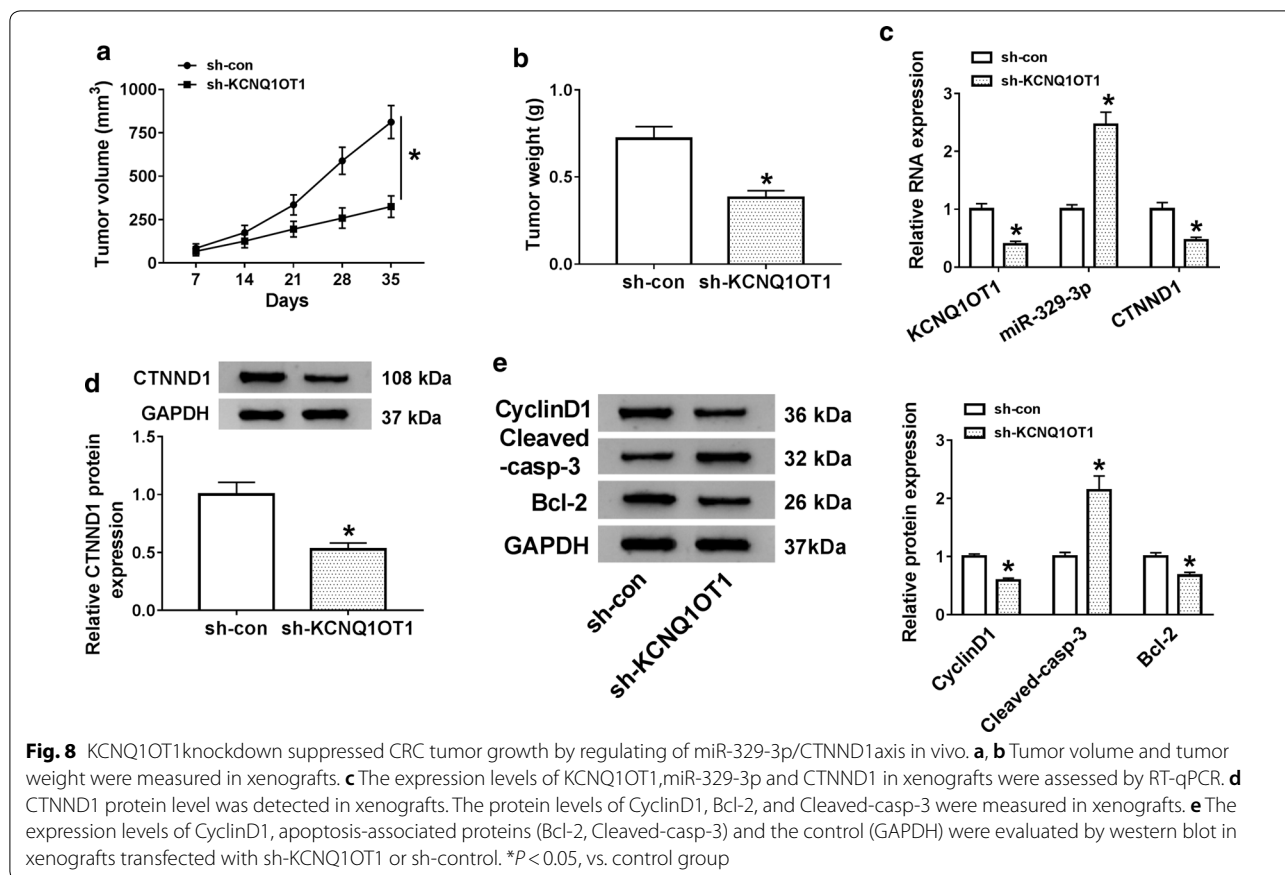 a
sh-con
sh-KCNQ1OT1
Tumor volume (mm³)
1000
750
500
250
0
7 14 21 28 35
Days
*
b
Tumor weight (g)
1.0
0.5
0.0
*
sh-con sh-KCNQ1OT1
c
sh-con
sh-KCNQ1OT1
Relative RNA expression
3
2
1
0
* * *
KCNQ1OT1 miR-329-3p CTNND1
d
CTNND1 108 kDa
GAPDH 37 kDa
Relative CTNND1 protein
expression
1.5
1.0
0.5
0.0
*
sh-con sh-KCNQ1OT1
e
CyclinD1 36 kDa
Cleaved
-casp-3 32 kDa
Bcl-2 26 kDa
GAPDH 37kDa
sh-con sh-KCNQ1OT1
sh-con
sh-KCNQ1OT1
Relative protein expression
3
2
1
0
* * *
CyclinD1 Cleaved-casp-3 Bcl-2
Fig. 8 KCNQ1OT1knockdown suppressed CRC tumor growth by regulating of miR-329-3p/CTNND1axis in vivo. a, b Tumor volume and tumor
weight were measured in xenografts. c The expression levels of KCNQ1OT1,miR-329-3p and CTNND1 in xenografts were assessed by RT-qPCR. d
CTNND1 protein level was detected in xenografts. The protein levels of CyclinD1, Bcl-2, and Cleaved-casp-3 were measured in xenografts. e The
expression levels of CyclinD1, apoptosis-associated proteins (Bcl-2, Cleaved-casp-3) and the control (GAPDH) were evaluated by western blot in
xenografts transfected with sh-KCNQ1OT1 or sh-control. *P < 0.05, vs. control group